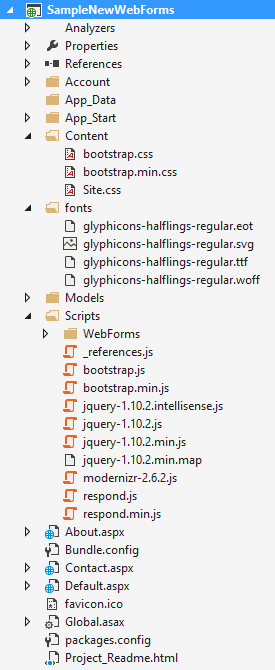 SampleNewWebForms
Analyzers
Properties
References
Account
App_Data
App_Start
Content
bootstrap.css
bootstrap.min.css
Site.css
fonts
glyphicons-halflings-regular.eot
glyphicons-halflings-regular.svg
glyphicons-halflings-regular.ttf
glyphicons-halflings-regular.woff
Models
Scripts
WebForms
_references.js
bootstrap.js
bootstrap.min.js
jquery-1.10.2.intellisense.js
jquery-1.10.2.js
jquery-1.10.2.min.js
jquery-1.10.2.min.map
modernizr-2.6.2.js
respond.js
respond.min.js
About.aspx
Bundle.config
Contact.aspx
Default.aspx
favicon.ico
Global.asax
packages.config
Project_Readme.html